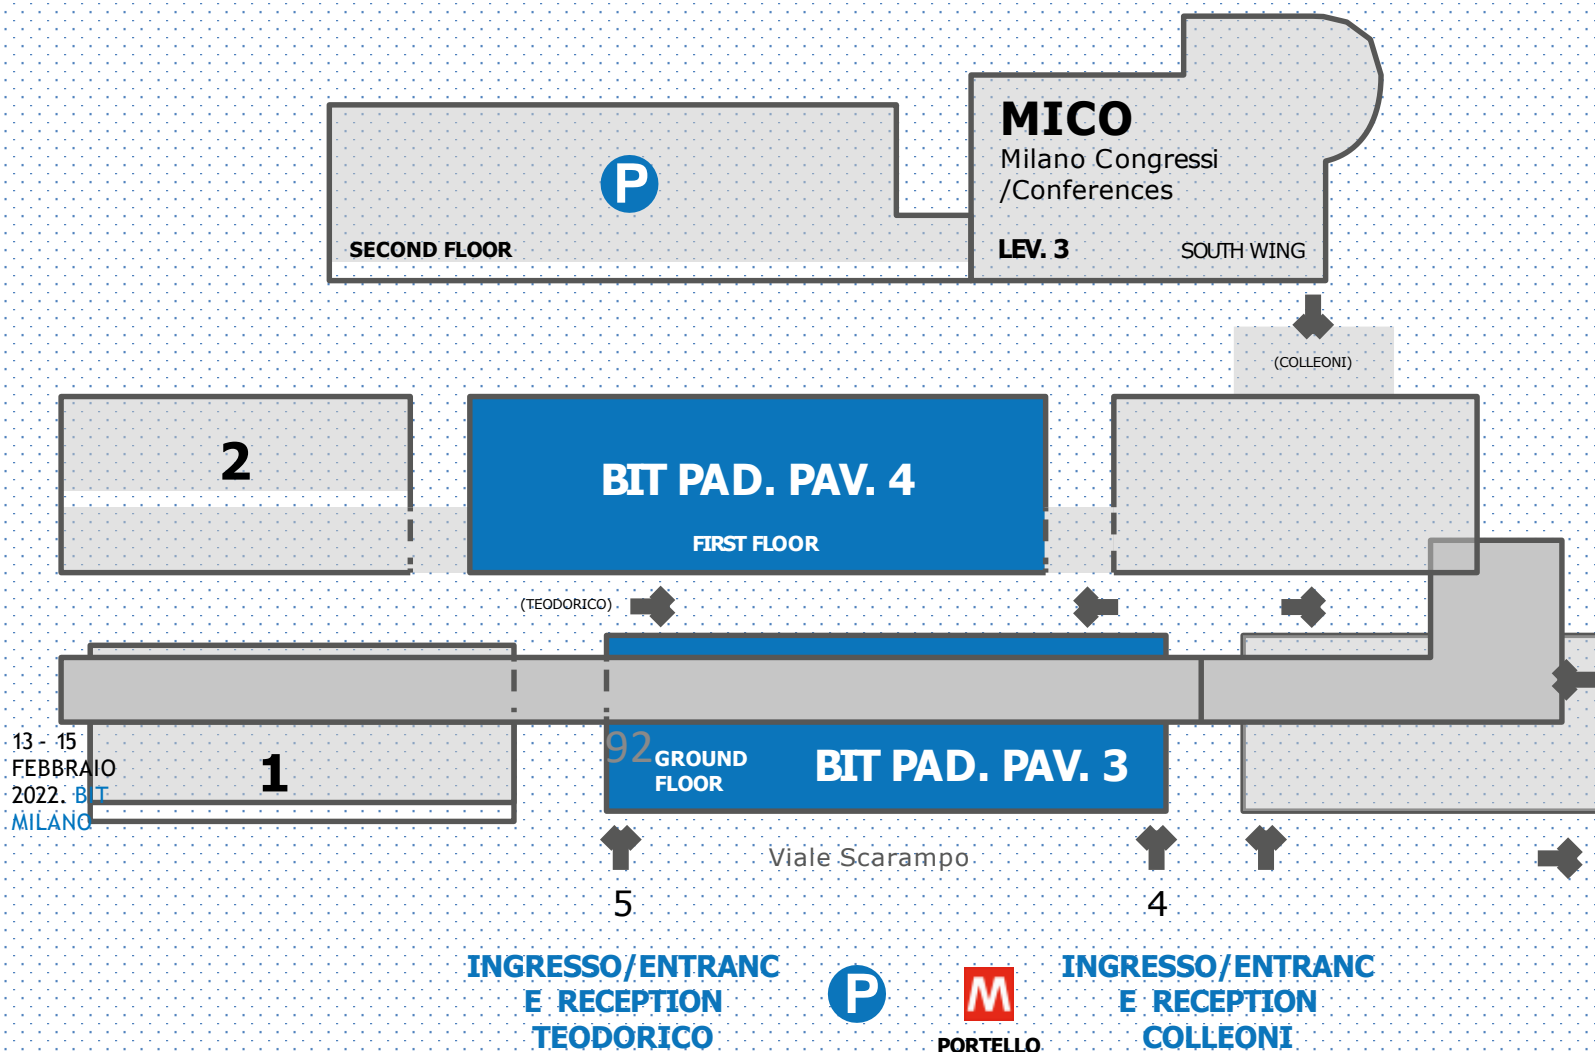 MICO
Milano Congressi
/Conferences
P
SECOND FLOOR
LEV. 3
SOUTH WING
(COLLEONI)
2
BIT PAD. PAV. 4
FIRST FLOOR
(TEODORICO)
13 - 15
FEBBRAIO
2022. BIT
MILANO
1
92
GROUND
FLOOR
BIT PAD. PAV. 3
Viale Scarampo
5
4
INGRESSO/ENTRANC
E RECEPTION
TEODORICO
P
M
PORTELLO
INGRESSO/ENTRANC
E RECEPTION
COLLEONI